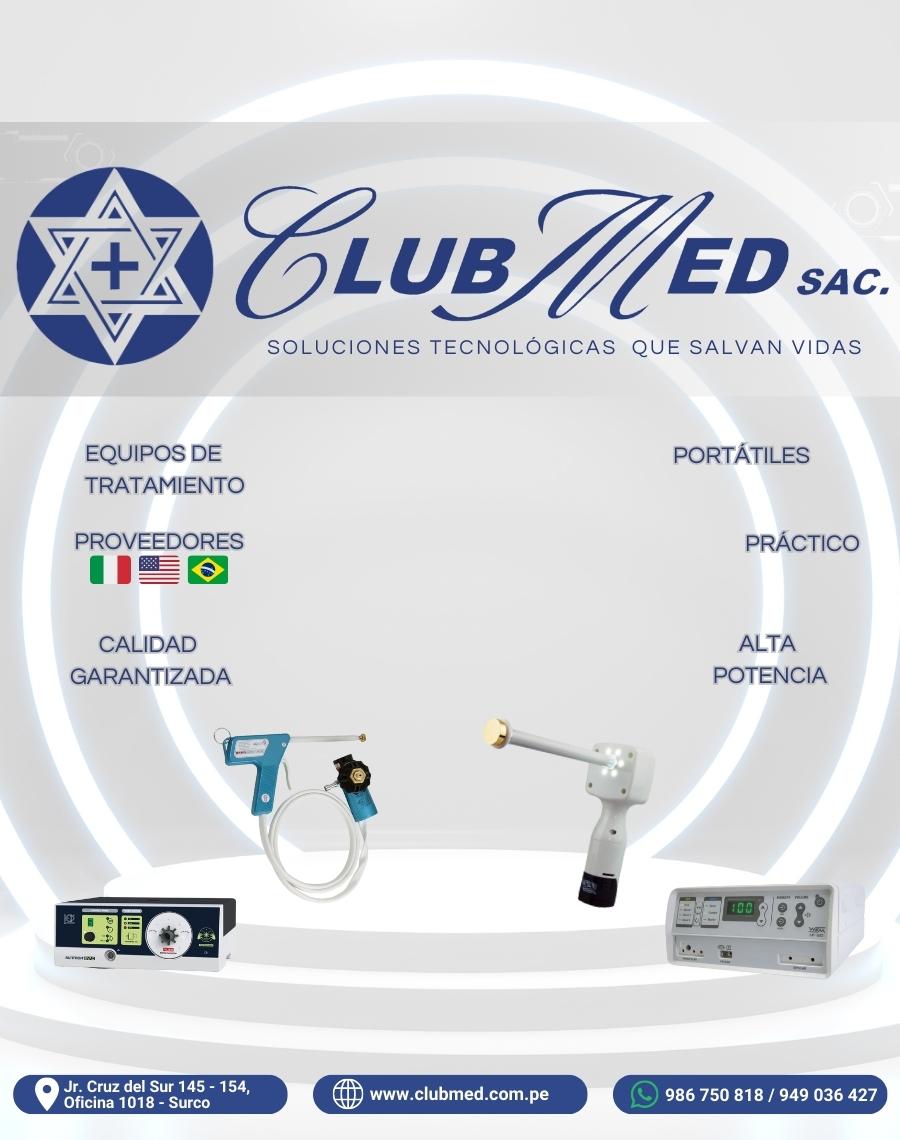 CLUBMED SAC.
SOLUCIONES TECNOLÓGICAS QUE SALVAN VIDAS
EQUIPOS DE
TRATAMIENTO
PROVEEDORES
CALIDAD
GARANTIZADA
PORTÁTILES
PRÁCTICO
ALTA
POTENCIA
100
Jr. Cruz del Sur 145 - 154,
Oficina 1018 - Surco
www.clubmed.com.pe
986 750 818 / 949 036 427